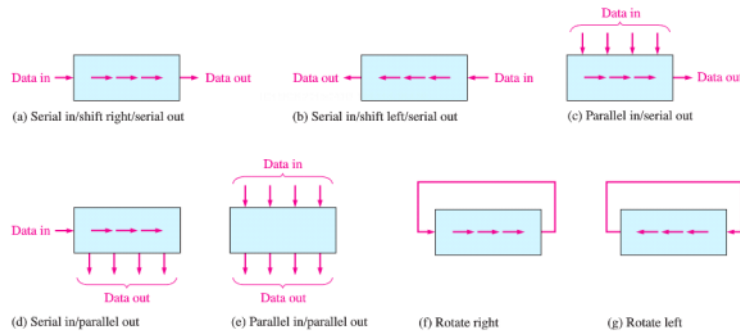 Data in
Data in
Data out
Data out
Data in
Data out
(a) Serial in/shift right/serial out
(b) Serial in/shift left/serial out
(c) Parallel in/serial out
Data in
Data in
Data out
Data out
(d) Serial in/parallel out
(e) Parallel in/parallel out
(f) Rotate right
(g) Rotate left